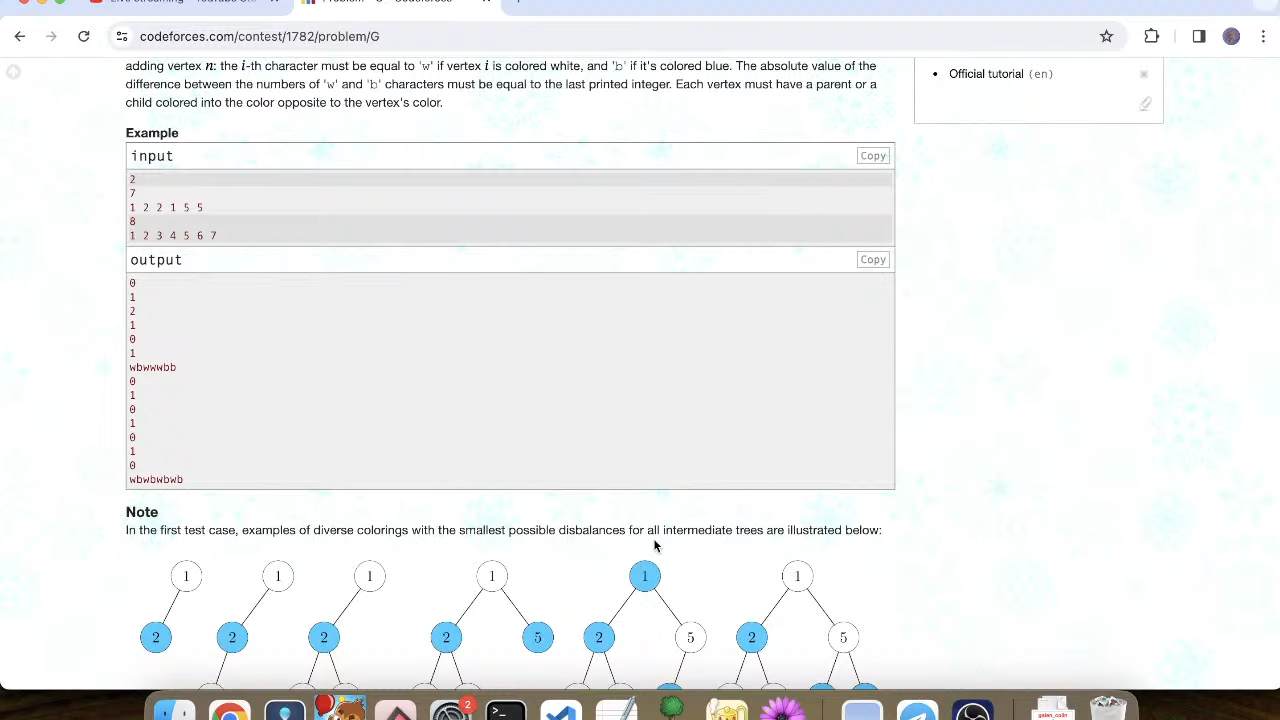 codeforces.com/contest/1782/problem/G
adding vertex n: the i-th character must be equal to 'w' if vertex i is colored white, and 'b' if it's colored blue. The absolute value of the
difference between the numbers of 'w' and 'b' characters must be equal to the last printed integer. Each vertex must have a parent or a
child colored into the color opposite to the vertex's color.
Official tutorial (en)
Example
input
Copy
2
7
1 2 2 1 5 5
8
1 2 3 4 5 6 7
output
Copy
0
1
2
1
0
1
wbwwwbb
0
1
0
1
0
1
0
wbwbwbwb
Note
In the first test case, examples of diverse colorings with the smallest possible disbalances for all intermediate trees are illustrated below:
1 1 1 1 1 1
2 2 2 2 5 2 5 2 5
2